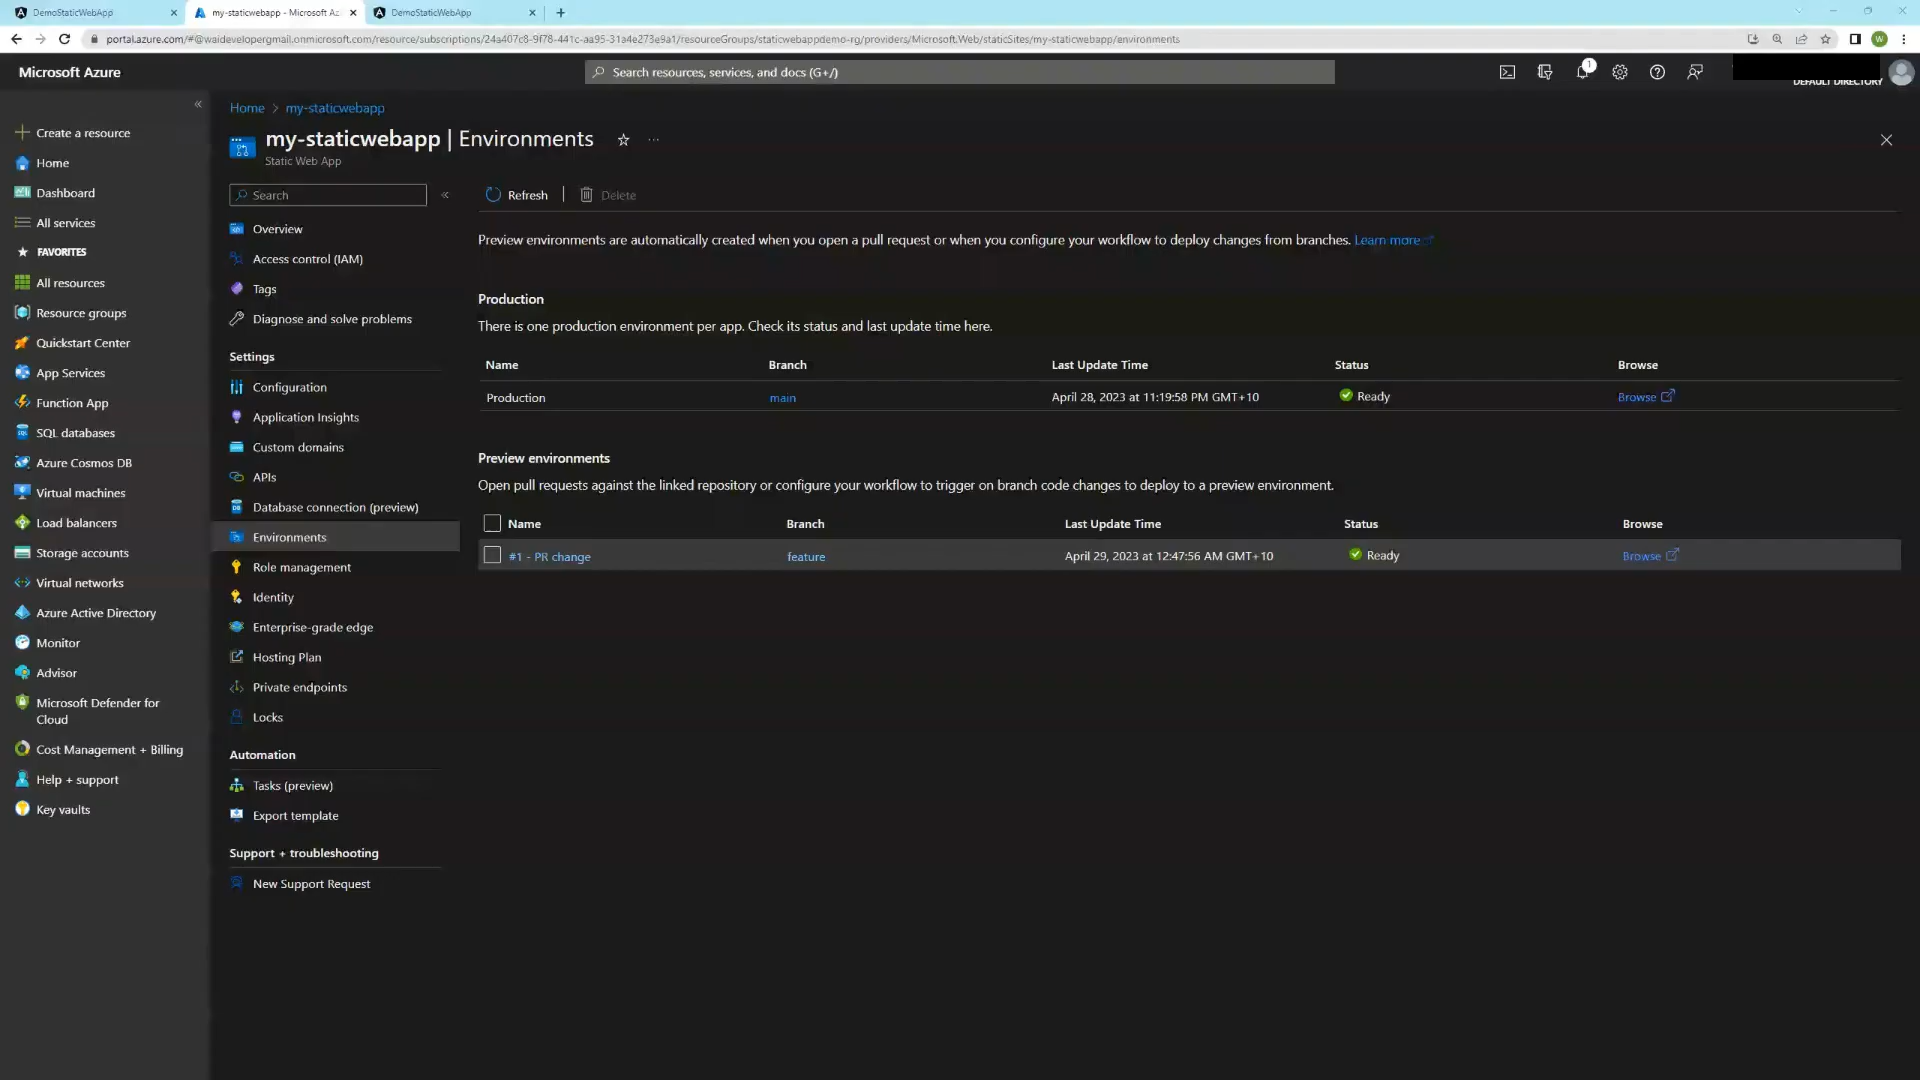 DemoStaticWebApp
my-staticwebapp - Microsoft Az
DemoStaticWebApp
portal.azure.com/#@waidevelopergmail.onmicrosoft.com/resource/subscriptions/24a407c8-9f78-441c-aa95-31a4e273e9a1/resourceGroups/staticwebappdemo-rg/providers/Microsoft.Web/staticSites/my-staticwebapp/environments
W
Microsoft Azure
Search resources, services, and docs (G+/)
1
DEFAULT DIRECTORY
Create a resource
Home
Dashboard
All services
FAVORITES
All resources
Resource groups
Quickstart Center
App Services
Function App
SQL databases
Azure Cosmos DB
Virtual machines
Load balancers
Storage accounts
Virtual networks
Azure Active Directory
Monitor
Advisor
Microsoft Defender for
Cloud
Cost Management + Billing
Help + support
Key vaults
Home > my-staticwebapp
my-staticwebapp | Environments
Static Web App
Search
Overview
Access control (IAM)
Tags
Diagnose and solve problems
Settings
Configuration
Application Insights
Custom domains
APIs
Database connection (preview)
Environments
Role management
Identity
Enterprise-grade edge
Hosting Plan
Private endpoints
Locks
Automation
Tasks (preview)
Export template
Support + troubleshooting
New Support Request
Refresh
Delete
Preview environments are automatically created when you open a pull request or when you configure your workflow to deploy changes from branches. Learn more
Production
There is one production environment per app. Check its status and last update time here.
Name Branch Last Update Time Status Browse
Production main April 28, 2023 at 11:19:58 PM GMT+10 Ready Browse
Preview environments
Open pull requests against the linked repository or configure your workflow to trigger on branch code changes to deploy to a preview environment.
Name Branch Last Update Time Status Browse
#1 - PR change feature April 29, 2023 at 12:47:56 AM GMT+10 Ready Browse